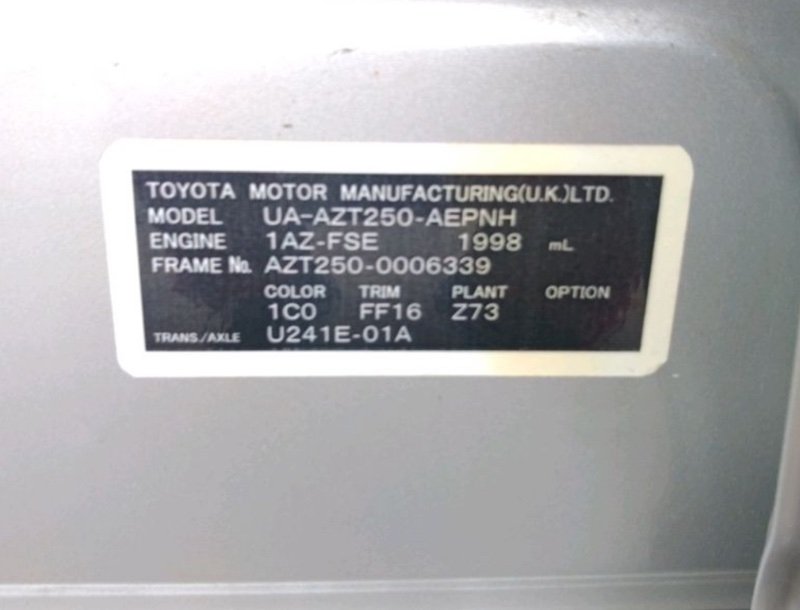 TOYOTA MOTOR MANUFACTURING(U.K.)LTD.
MODEL UA-AZT250-AEPNH
ENGINE 1AZ-FSE 1998 mL
FRAME No. AZT250-0006339
COLOR TRIM PLANT OPTION
1C0 FF16 Z73
TRANS./AXLE U241E-01A